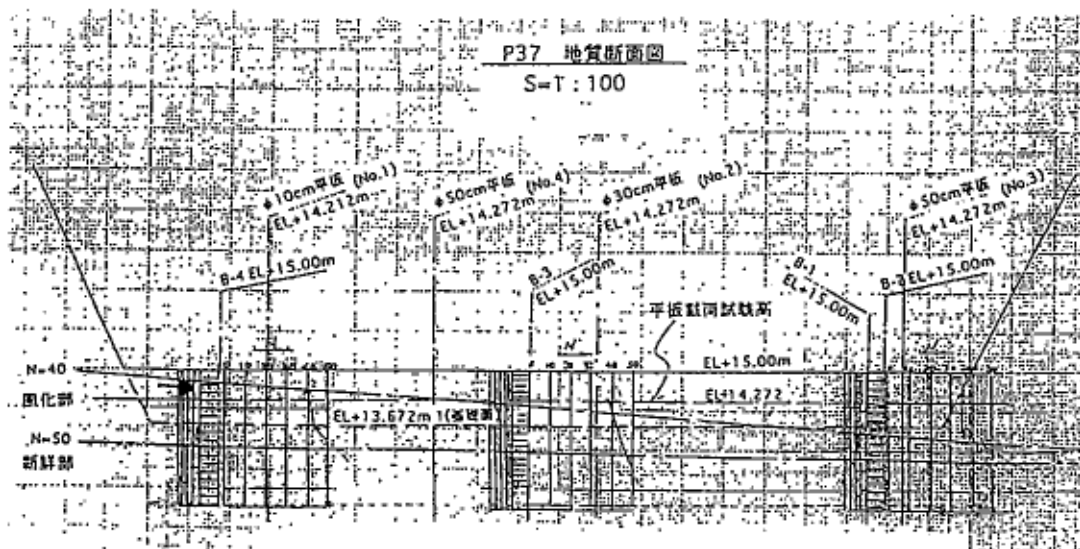 P37 地質断面図
S=1:100
φ10cm平板 (No.1)
EL+14.212m
φ50cm平板 (No.4)
EL+14.272m
φ30cm平板 (No.2)
EL+14.272m
φ50cm平板 (No.3)
EL+14.272m
B-4 EL+15.00m
B-3
EL+15.00m
B-1
EL+15.00m
EL+15.00m
平板載荷試験高
N=40
EL+15.00m
風化部
EL+14.272
EL+13.672m
N=50
新鮮部